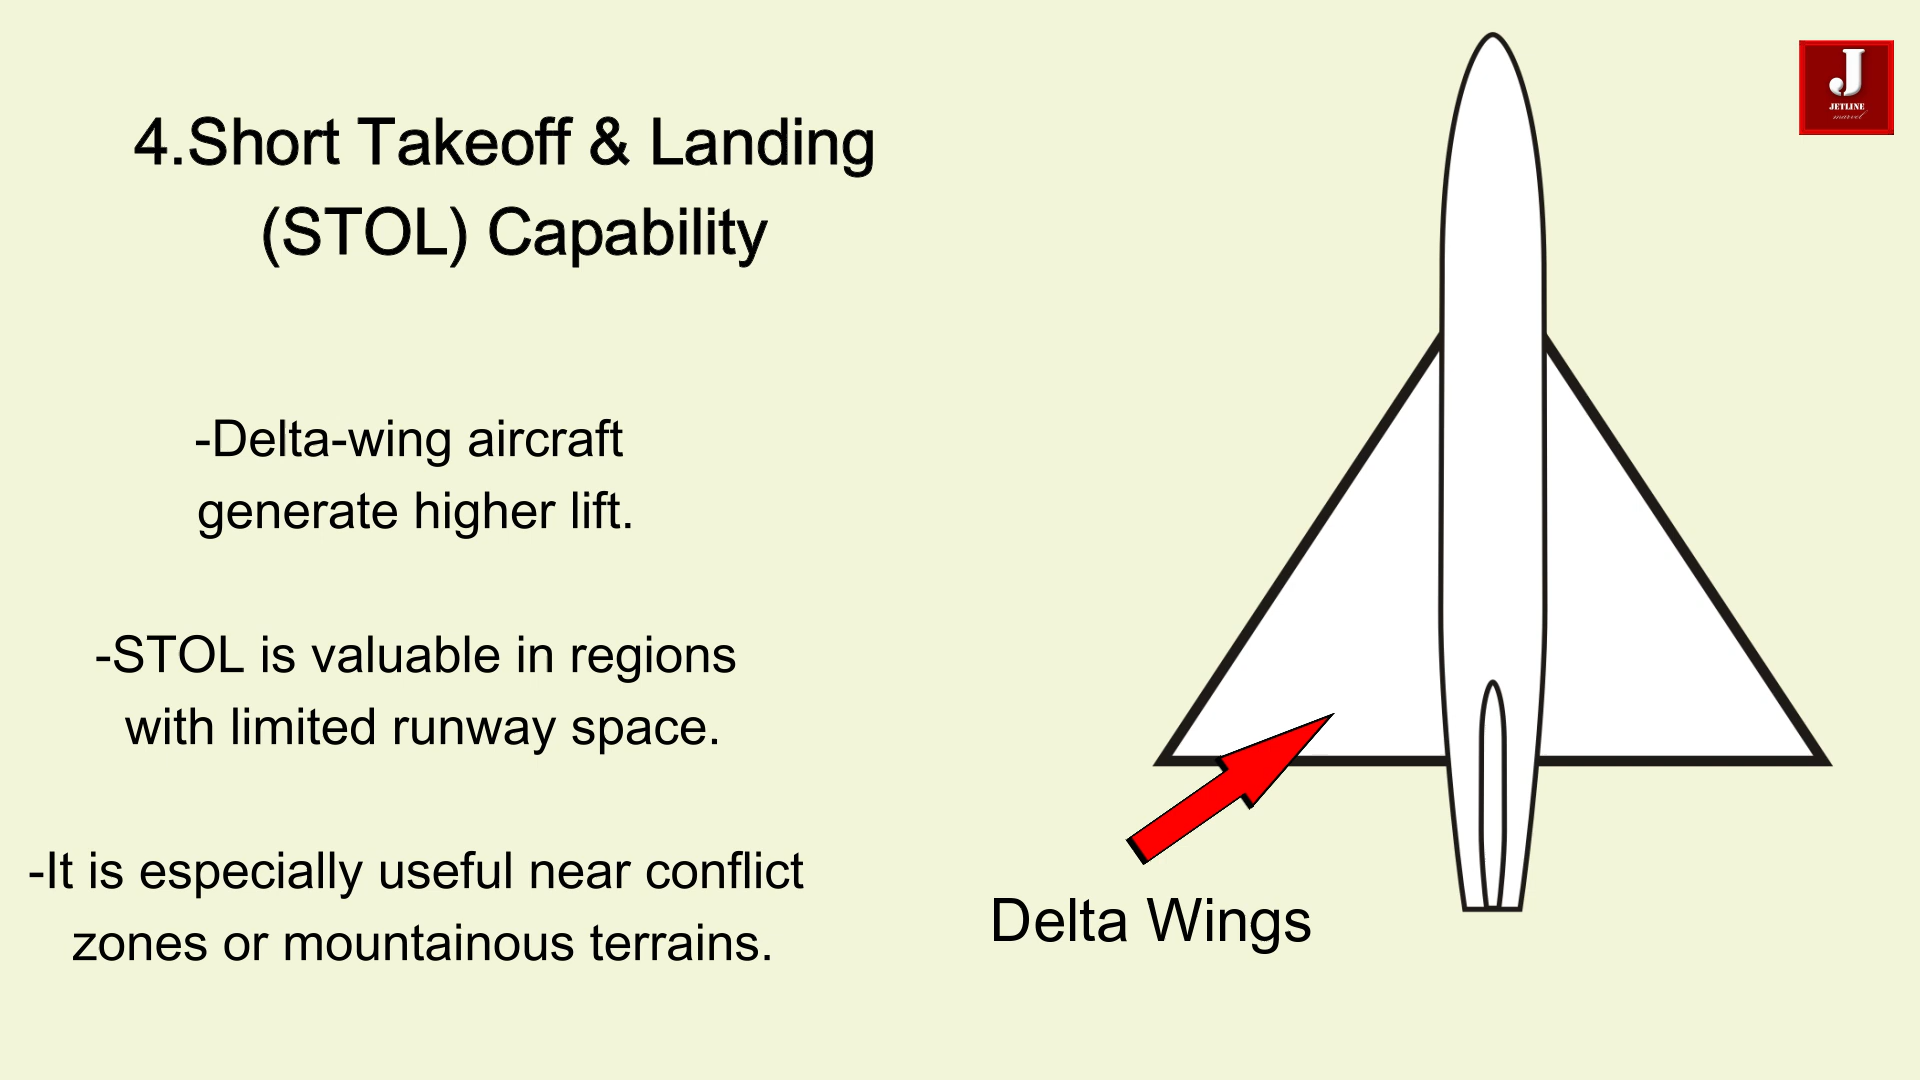 4.Short Takeoff & Landing
(STOL) Capability
-Delta-wing aircraft
generate higher lift.
-STOL is valuable in regions
with limited runway space.
-It is especially useful near conflict
zones or mountainous terrains.
Delta Wings
J
JETLINE
marvel